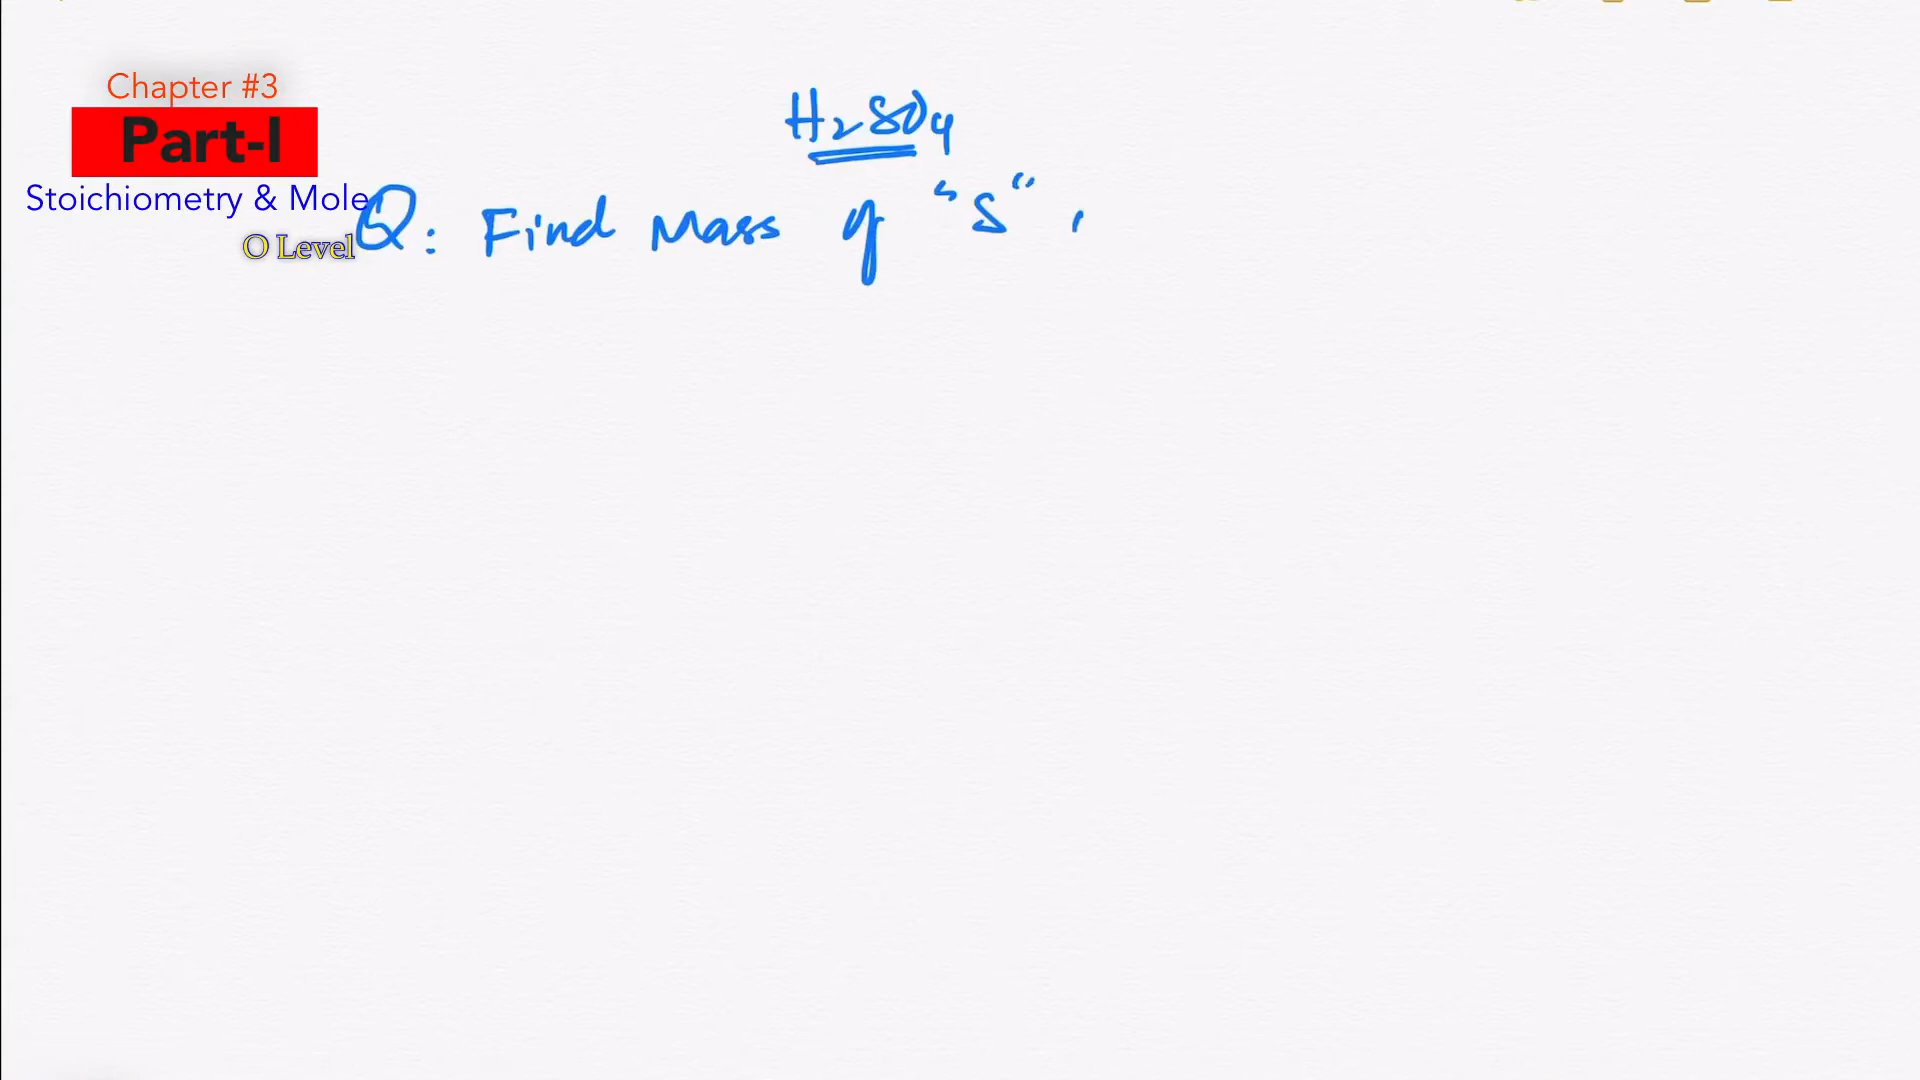 Chapter #3
Part-I
Stoichiometry & Mole
O Level
H₂SO₄
Q: Find Mass of "S"